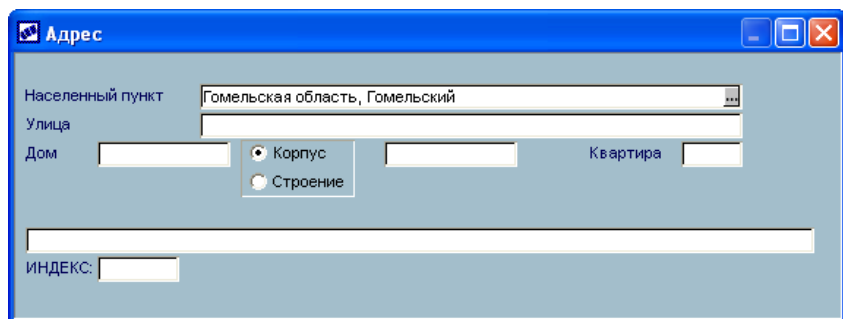 Адрес
Населенный пункт Гомельская область, Гомельский ...
Улица
Дом Корпус Квартира
Строение
ИНДЕКС: